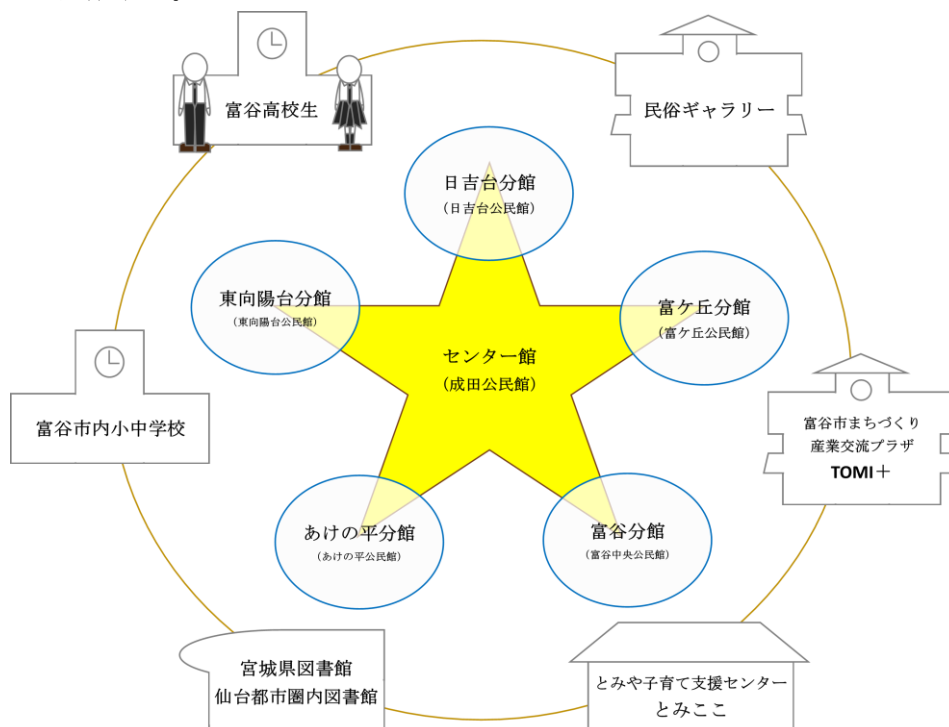 富谷高校生
民俗ギャラリー
日吉台分館
（日吉台公民館）
東向陽台分館
（東向陽台公民館）
富ケ丘分館
（富ケ丘公民館）
センター館
（成田公民館）
富谷市内小中学校
富谷市まちづくり
産業交流プラザ
TOMI＋
あけの平分館
（あけの平公民館）
富谷分館
（富谷中央公民館）
宮城県図書館
仙台都市圏内図書館
とみや子育て支援センター
とみここ